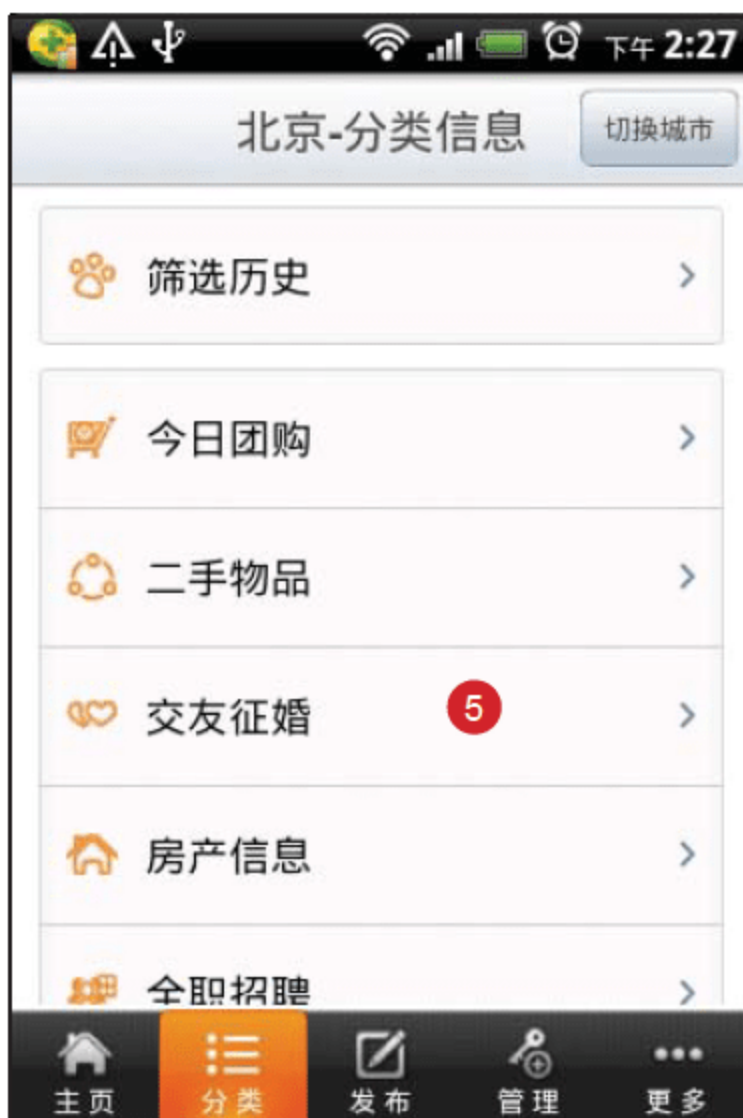 下午 2:27
北京-分类信息
切换城市
筛选历史
今日团购
二手物品
交友征婚
5
房产信息
全职招聘
主页
分类
发布
管理
更多